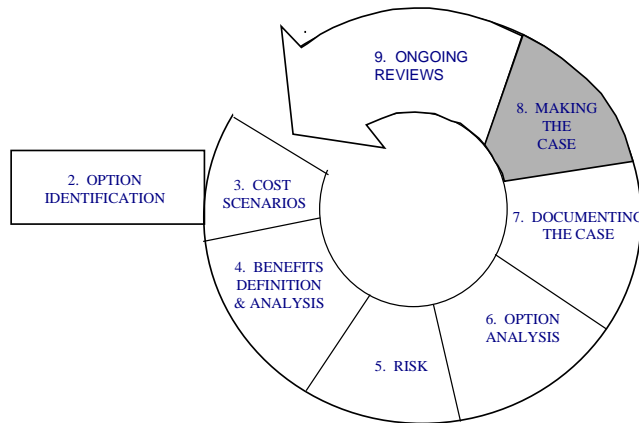 2. OPTION
IDENTIFICATION
3. COST
SCENARIOS
4. BENEFITS
DEFINITION
& ANALYSIS
5. RISK
6. OPTION
ANALYSIS
7. DOCUMENTING
THE CASE
8. MAKING
THE
CASE
9. ONGOING
REVIEWS